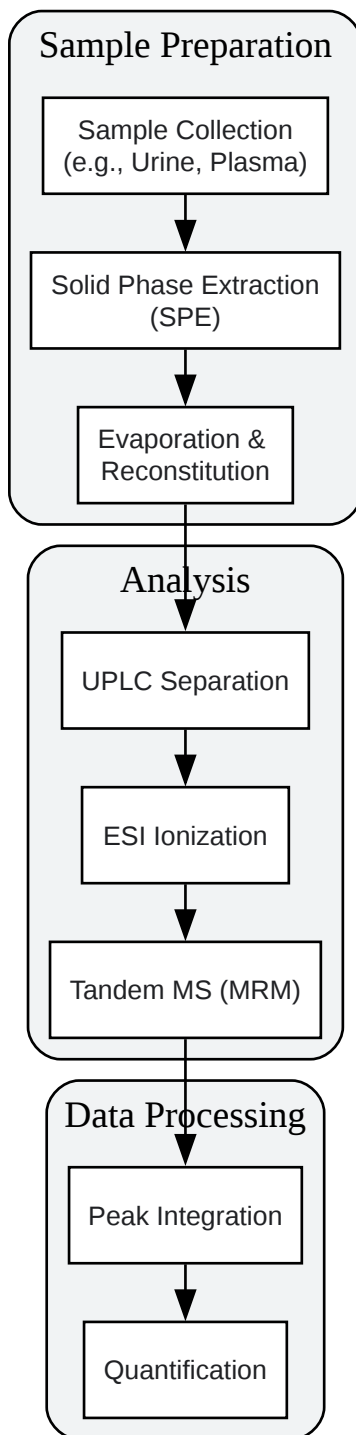 Sample Preparation
Sample Collection
(e.g., Urine, Plasma)
Solid Phase Extraction
(SPE)
Evaporation &
Reconstitution
Analysis
UPLC Separation
ESI Ionization
Tandem MS (MRM)
Data Processing
Peak Integration
Quantification